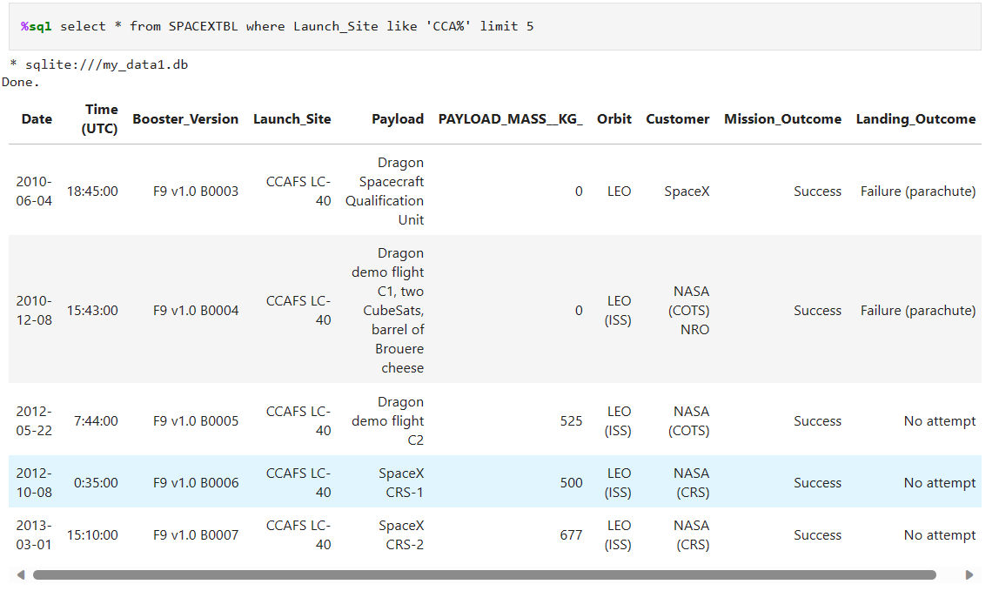 %sql select * from SPACEXTBL where Launch_Site like 'CCA%' limit 5
* sqlite:///my_data1.db
Done.
Date Time (UTC) Booster_Version Launch_Site Payload PAYLOAD_MASS__KG_ Orbit Customer Mission_Outcome Landing_Outcome
2010-06-04 18:45:00 F9 v1.0 B0003 CCAFS LC-40 Dragon Spacecraft Qualification Unit 0 LEO SpaceX Success Failure (parachute)
2010-12-08 15:43:00 F9 v1.0 B0004 CCAFS LC-40 Dragon demo flight C1, two CubeSats, barrel of Brouere cheese 0 LEO (ISS) NASA (COTS) NRO Success Failure (parachute)
2012-05-22 7:44:00 F9 v1.0 B0005 CCAFS LC-40 Dragon demo flight C2 525 LEO (ISS) NASA (COTS) Success No attempt
2012-10-08 0:35:00 F9 v1.0 B0006 CCAFS LC-40 SpaceX CRS-1 500 LEO (ISS) NASA (CRS) Success No attempt
2013-03-01 15:10:00 F9 v1.0 B0007 CCAFS LC-40 SpaceX CRS-2 677 LEO (ISS) NASA (CRS) Success No attempt